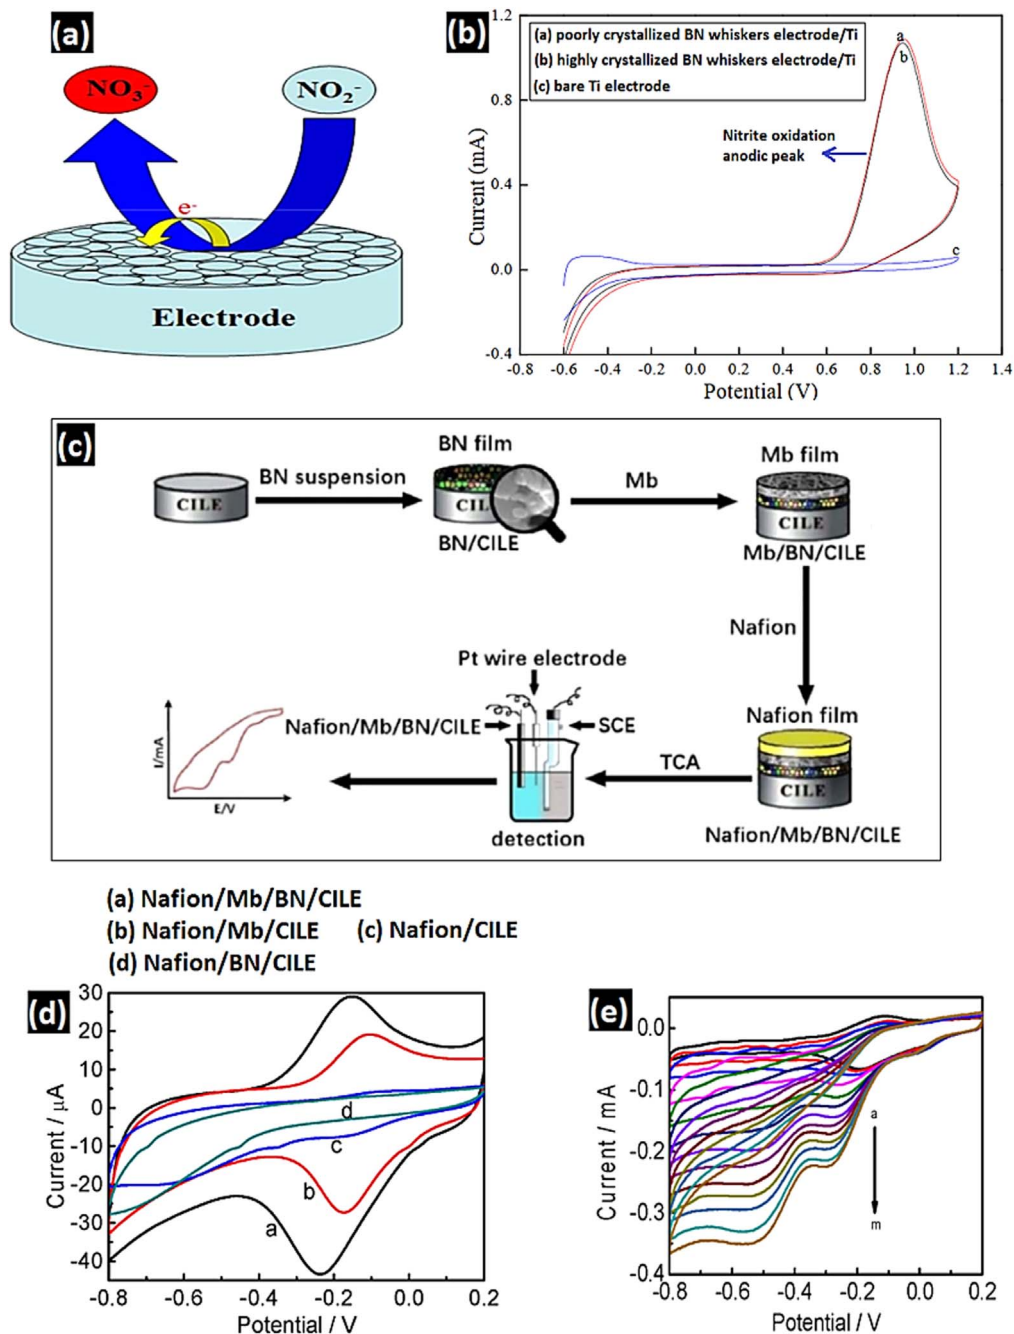 (a)
NO3-
NO2-
e-
Electrode
(b)
(a) poorly crystallized BN whiskers electrode/Ti
(b) highly crystallized BN whiskers electrode/Ti
(c) bare Ti electrode
Nitrite oxidation
anodic peak
a
b
c
1.2
0.8
0.4
0.0
-0.4
Current (mA)
-0.8 -0.6 -0.4 -0.2 0.0 0.2 0.4 0.6 0.8 1.0 1.2 1.4
Potential (V)
(c)
CILE
BN suspension
BN film
CIL
BN/CILE
Mb
Mb film
CILE
Mb/BN/CILE
Nafion
Nafion film
CILE
Nafion/Mb/BN/CILE
TCA
Pt wire electrode
Nafion/Mb/BN/CILE
SCE
detection
I/mA
E/V
(a) Nafion/Mb/BN/CILE
(b) Nafion/Mb/CILE (c) Nafion/CILE
(d) Nafion/BN/CILE
(d)
30
20
10
0
-10
-20
-30
-40
Current / μA
d
c
b
a
-0.8 -0.6 -0.4 -0.2 0.0 0.2
Potential / V
(e)
0.0
-0.1
-0.2
-0.3
-0.4
Current / mA
a
m
-0.8 -0.6 -0.4 -0.2 0.0 0.2
Potential / V